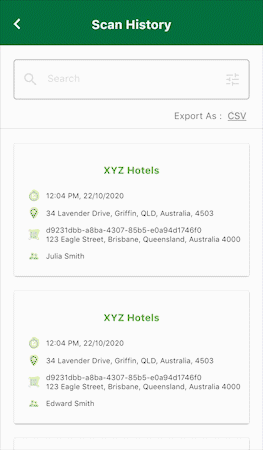 Scan History
Search
Export As : CSV
XYZ Hotels
12:04 PM, 22/10/2020
34 Lavender Drive, Griffin, QLD, Australia, 4503
d9231dbb-a8ba-4307-85b5-e0a94d1746f0
123 Eagle Street, Brisbane, Queensland, Australia 4000
Julia Smith
XYZ Hotels
12:04 PM, 22/10/2020
34 Lavender Drive, Griffin, QLD, Australia, 4503
d9231dbb-a8ba-4307-85b5-e0a94d1746f0
123 Eagle Street, Brisbane, Queensland, Australia 4000
Edward Smith